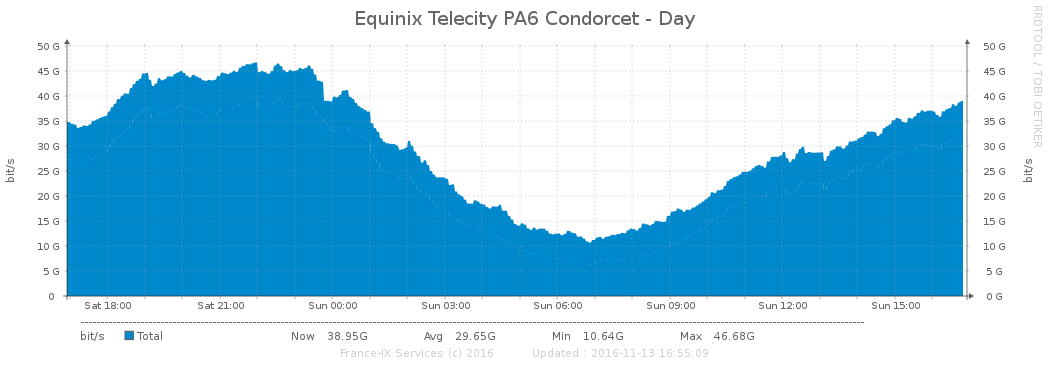 Equinix Telecity PA6 Condorcet - Day
RRDTOOL / TOBI OETIKER
bit/s
50 G 50 G
45 G 45 G
40 G 40 G
35 G 35 G
30 G 30 G
25 G 25 G
20 G 20 G
15 G 15 G
10 G 10 G
5 G 5 G
0 0 G
bit/s
Sat 18:00 Sat 21:00 Sun 00:00 Sun 03:00 Sun 06:00 Sun 09:00 Sun 12:00 Sun 15:00
bit/s Total Now 38.95G Avg 29.65G Min 10.64G Max 46.68G
France-IX Services (c) 2016 Updated : 2016-11-13 16:55:09